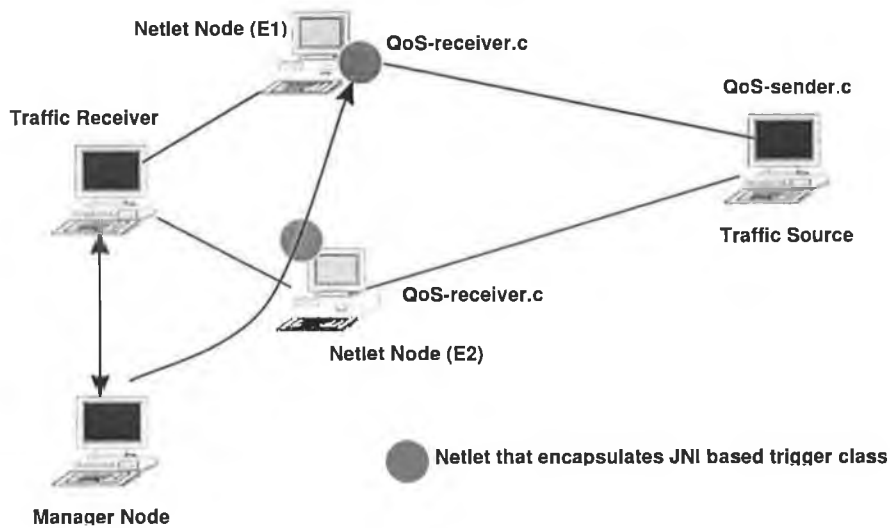 Netlet Node (E1)
QoS-receiver.c
QoS-sender.c
Traffic Receiver
Traffic Source
QoS-receiver.c
Netlet Node (E2)
Netlet that encapsulates JNI based trigger class
Manager Node